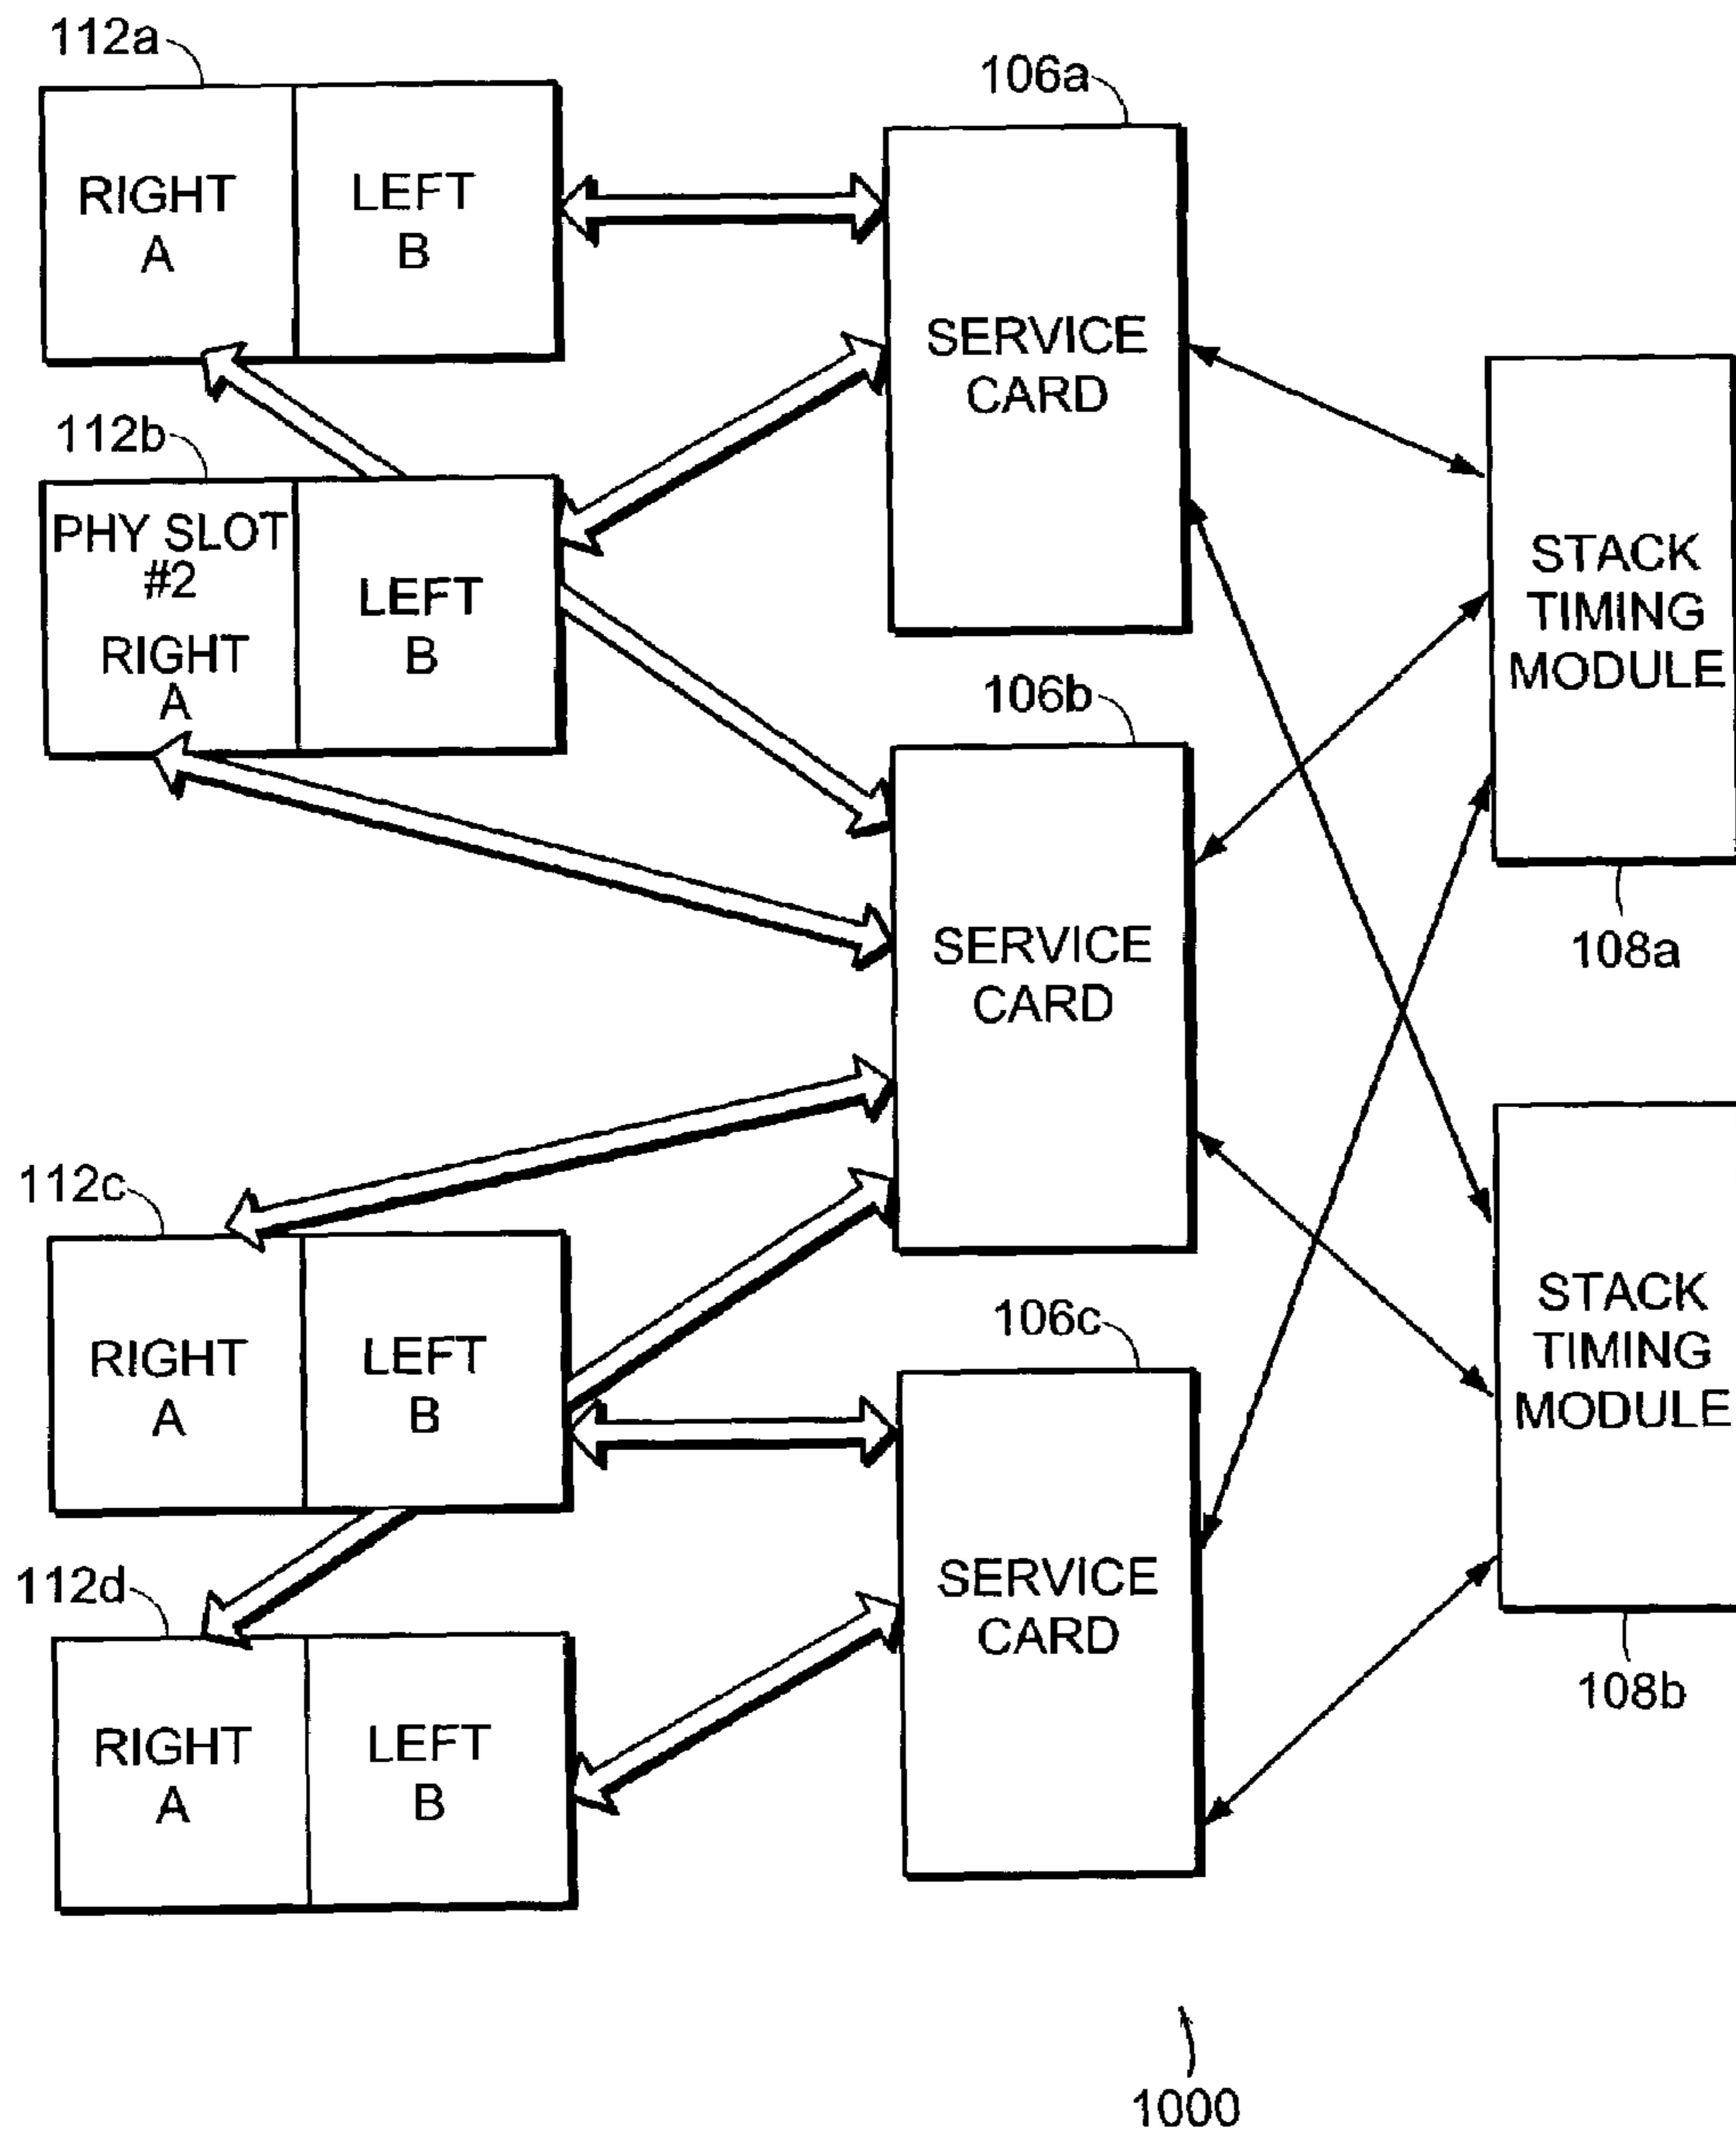 112a
RIGHT
A
LEFT
B
106a
SERVICE
CARD
112b
PHY SLOT
#2
RIGHT
A
LEFT
B
STACK
TIMING
MODULE
108a
106b
SERVICE
CARD
112c
RIGHT
A
LEFT
B
STACK
TIMING
MODULE
108b
106c
SERVICE
CARD
112d
RIGHT
A
LEFT
B
1000